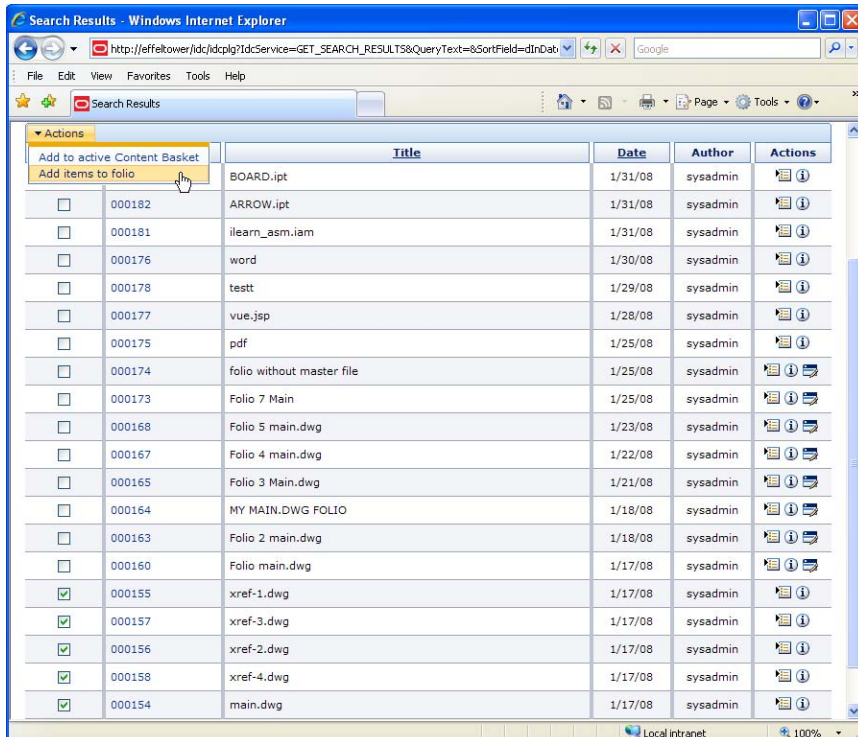 Search Results - Windows Internet Explorer
http://effeltower/idc/idcplg?IdcService=GET_SEARCH_RESULTS&QueryText=&SortField=dInDat
Google
File Edit View Favorites Tools Help
Search Results
Page Tools
Actions
Add to active Content Basket
Add items to folio
Title Date Author Actions
BOARD.ipt 1/31/08 sysadmin
000182 ARROW.ipt 1/31/08 sysadmin
000181 ilearn_asm.iam 1/31/08 sysadmin
000176 word 1/30/08 sysadmin
000178 testt 1/29/08 sysadmin
000177 vue.jsp 1/28/08 sysadmin
000175 pdf 1/25/08 sysadmin
000174 folio without master file 1/25/08 sysadmin
000173 Folio 7 Main 1/25/08 sysadmin
000168 Folio 5 main.dwg 1/23/08 sysadmin
000167 Folio 4 main.dwg 1/22/08 sysadmin
000165 Folio 3 Main.dwg 1/21/08 sysadmin
000164 MY MAIN.DWG FOLIO 1/18/08 sysadmin
000163 Folio 2 main.dwg 1/18/08 sysadmin
000160 Folio main.dwg 1/17/08 sysadmin
000155 xref-1.dwg 1/17/08 sysadmin
000157 xref-3.dwg 1/17/08 sysadmin
000156 xref-2.dwg 1/17/08 sysadmin
000158 xref-4.dwg 1/17/08 sysadmin
000154 main.dwg 1/17/08 sysadmin
Local intranet 100%